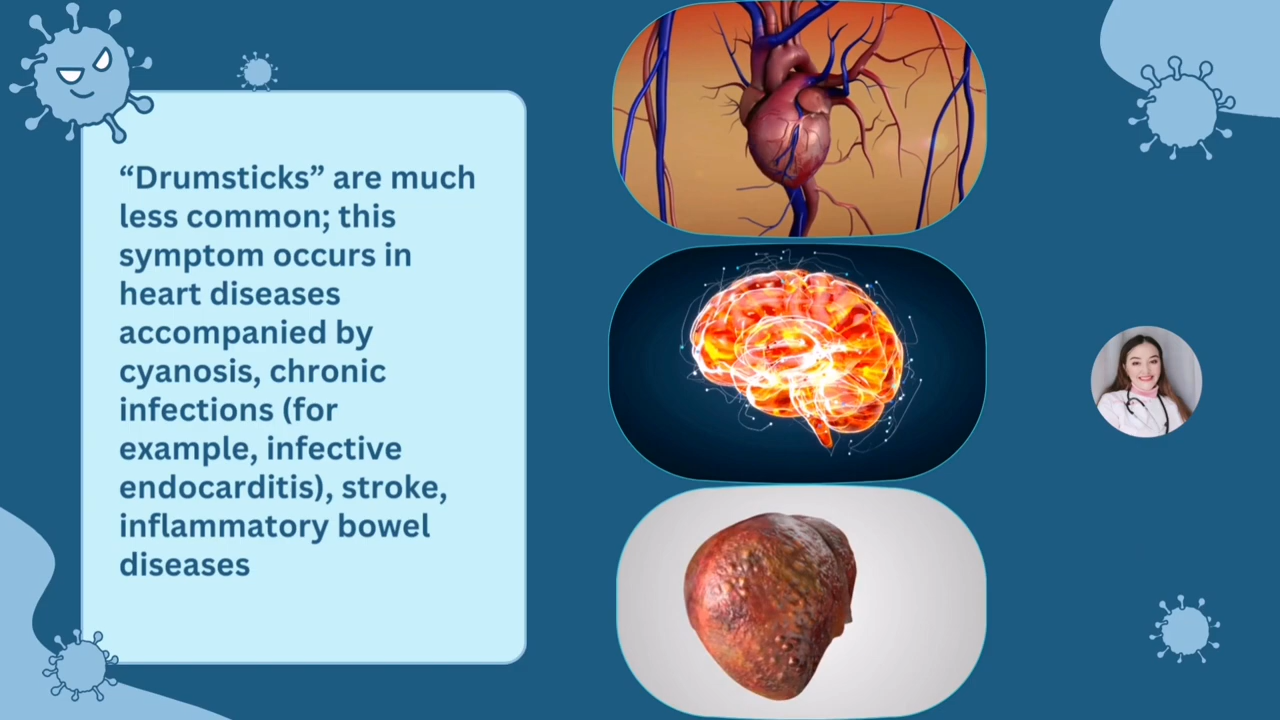 “Drumsticks” are much
less common; this
symptom occurs in
heart diseases
accompanied by
cyanosis, chronic
infections (for
example, infective
endocarditis), stroke,
inflammatory bowel
diseases